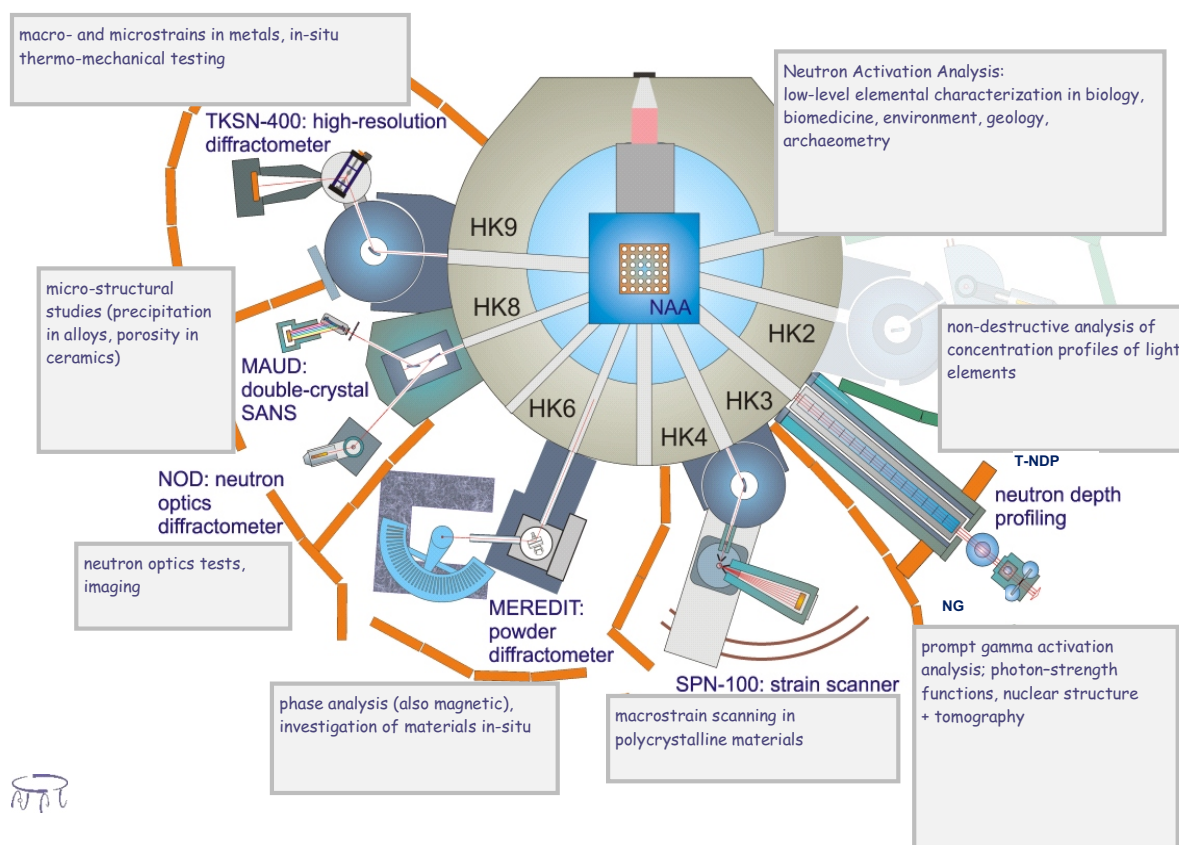 macro- and microstrains in metals, in-situ
thermo-mechanical testing
TKSN-400: high-resolution
diffractometer
Neutron Activation Analysis:
low-level elemental characterization in biology,
biomedicine, environment, geology,
archaeometry
HK9
HK8
HK6
HK4
HK3
HK2
NAA
micro-structural
studies (precipitation
in alloys, porosity in
ceramics)
MAUD:
double-crystal
SANS
non-destructive analysis of
concentration profiles of light
elements
T-NDP
neutron depth
profiling
NOD: neutron
optics
diffractometer
neutron optics tests,
imaging
MEREDIT:
powder
diffractometer
phase analysis (also magnetic),
investigation of materials in-situ
SPN-100: strain scanner
macrostrain scanning in
polycrystalline materials
NG
prompt gamma activation
analysis; photon-strength
functions, nuclear structure
+ tomography